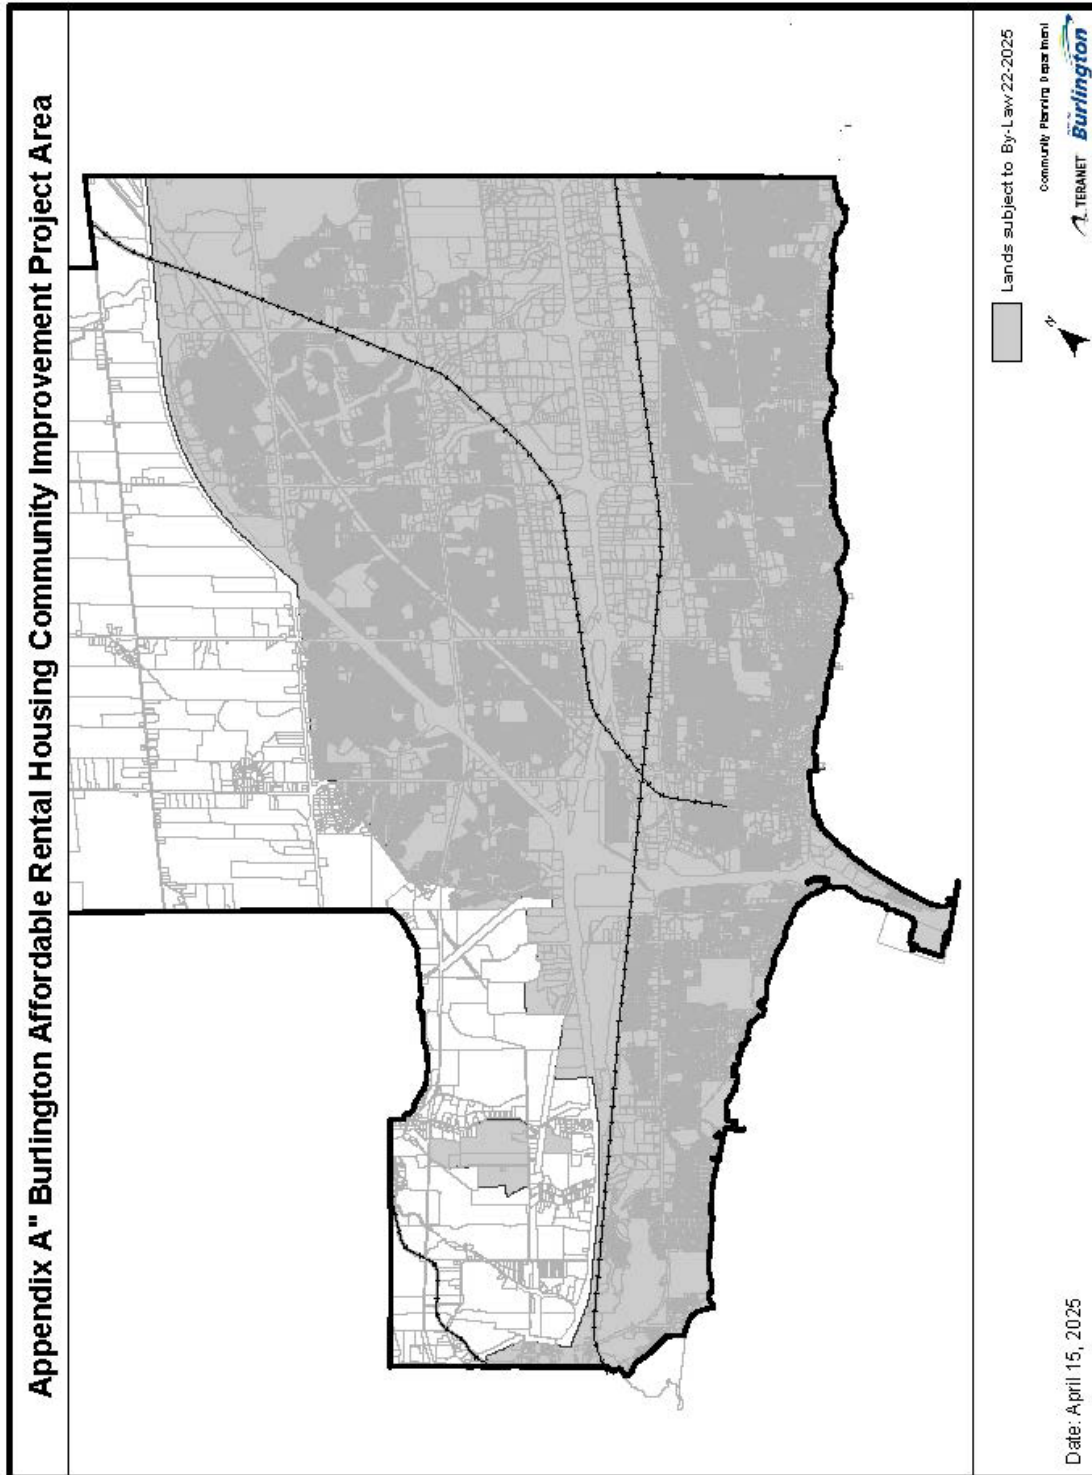 Appendix A" Burlington Affordable Rental Housing Community Improvement Project Area
Lands subject to By-Law 22-2025
N
Community Planning Department
TERANET
Burlington
Date: April 15, 2025